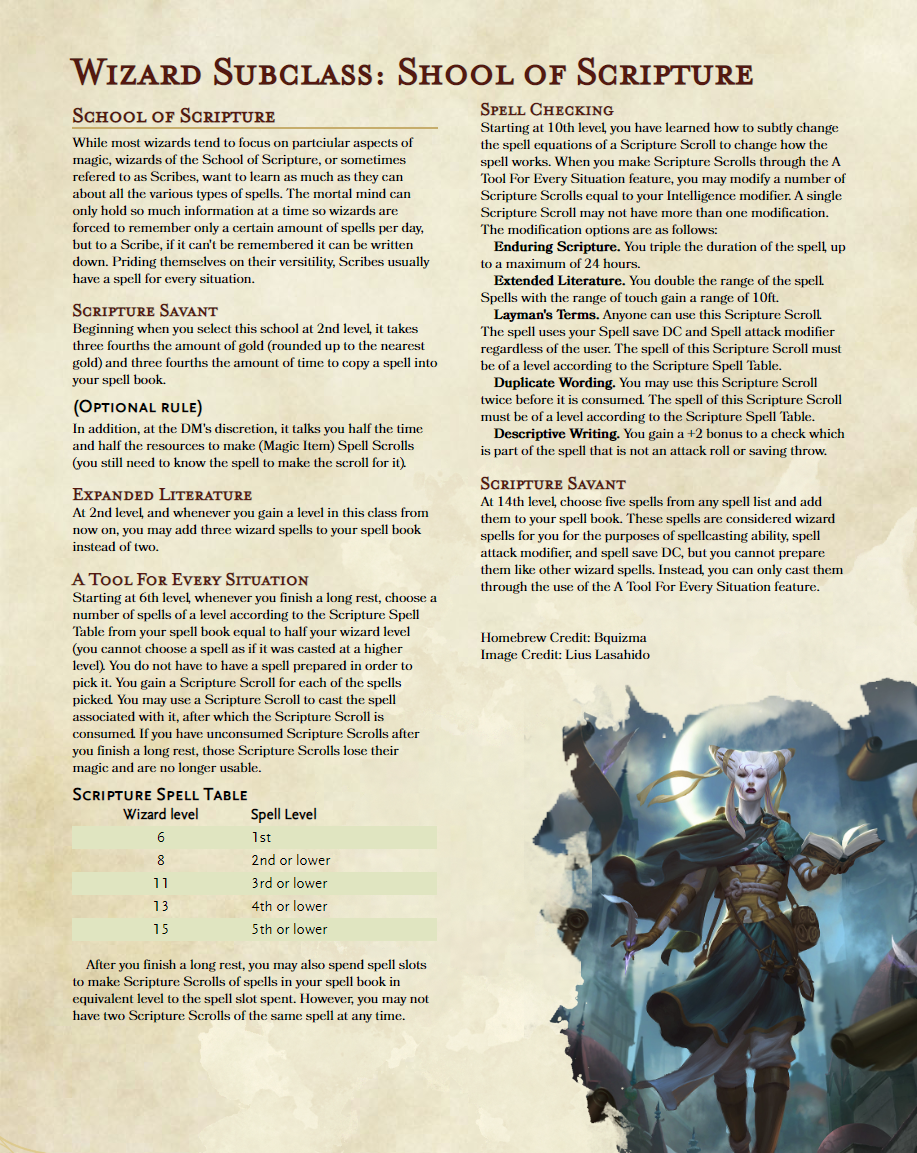 Wizard Subclass: Shool of Scripture
School of Scripture
While most wizards tend to focus on partciular aspects of
magic, wizards of the School of Scripture, or sometimes
refered to as Scribes, want to learn as much as they can
about all the various types of spells. The mortal mind can
only hold so much information at a time so wizards are
forced to remember only a certain amount of spells per day,
but to a Scribe, if it can't be remembered it can be written
down. Priding themselves on their versitility, Scribes usually
have a spell for every situation.
Scripture Savant
Beginning when you select this school at 2nd level, it takes
three fourths the amount of gold (rounded up to the nearest
gold) and three fourths the amount of time to copy a spell into
your spell book.
(Optional rule)
In addition, at the DM's discretion, it talks you half the time
and half the resources to make (Magic Item) Spell Scrolls
(you still need to know the spell to make the scroll for it).
Expanded Literature
At 2nd level, and whenever you gain a level in this class from
now on, you may add three wizard spells to your spell book
instead of two.
A Tool For Every Situation
Starting at 6th level, whenever you finish a long rest, choose a
number of spells of a level according to the Scripture Spell
Table from your spell book equal to half your wizard level
(you cannot choose a spell as if it was casted at a higher
level). You do not have to have a spell prepared in order to
pick it. You gain a Scripture Scroll for each of the spells
picked. You may use a Scripture Scroll to cast the spell
associated with it, after which the Scripture Scroll is
consumed. If you have unconsumed Scripture Scrolls after
you finish a long rest, those Scripture Scrolls lose their
magic and are no longer usable.
Scripture Spell Table
Wizard level Spell Level
6 1st
8 2nd or lower
11 3rd or lower
13 4th or lower
15 5th or lower
After you finish a long rest, you may also spend spell slots
to make Scripture Scrolls of spells in your spell book in
equivalent level to the spell slot spent. However, you may not
have two Scripture Scrolls of the same spell at any time.
Spell Checking
Starting at 10th level, you have learned how to subtly change
the spell equations of a Scripture Scroll to change how the
spell works. When you make Scripture Scrolls through the A
Tool For Every Situation feature, you may modify a number of
Scripture Scrolls equal to your Intelligence modifier. A single
Scripture Scroll may not have more than one modification.
The modification options are as follows:
Enduring Scripture. You triple the duration of the spell, up
to a maximum of 24 hours.
Extended Literature. You double the range of the spell.
Spells with the range of touch gain a range of 10ft.
Layman's Terms. Anyone can use this Scripture Scroll.
The spell uses your Spell save DC and Spell attack modifier
regardless of the user. The spell of this Scripture Scroll must
be of a level according to the Scripture Spell Table.
Duplicate Wording. You may use this Scripture Scroll
twice before it is consumed. The spell of this Scripture Scroll
must be of a level according to the Scripture Spell Table.
Descriptive Writing. You gain a +2 bonus to a check which
is part of the spell that is not an attack roll or saving throw.
Scripture Savant
At 14th level, choose five spells from any spell list and add
them to your spell book. These spells are considered wizard
spells for you for the purposes of spellcasting ability, spell
attack modifier, and spell save DC, but you cannot prepare
them like other wizard spells. Instead, you can only cast them
through the use of the A Tool For Every Situation feature.
Homebrew Credit: Bquizma
Image Credit: Lius Lasahido